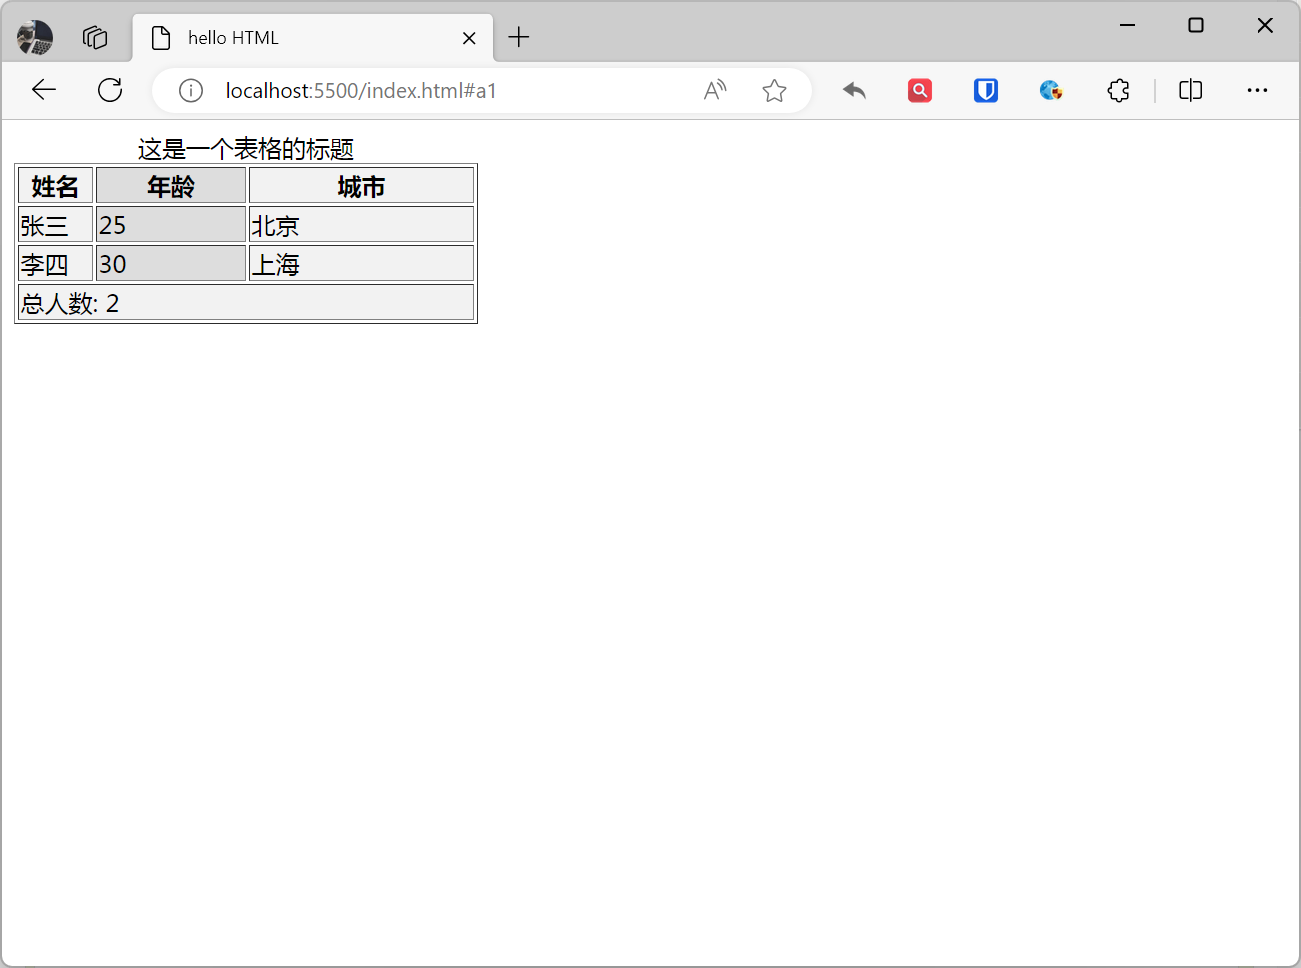 hello HTML
localhost:5500/index.html#a1
这是一个表格的标题
姓名 年龄 城市
张三 25 北京
李四 30 上海
总人数: 2